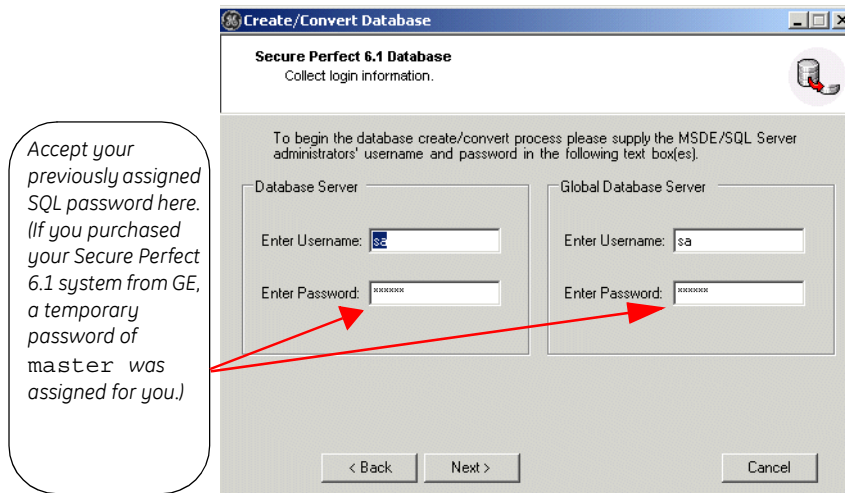 Create/Convert Database
Secure Perfect 6.1 Database
Collect login information.
Accept your
previously assigned
SQL password here.
(If you purchased
your Secure Perfect
6.1 system from GE,
a temporary
password of
master was
assigned for you.)
To begin the database create/convert process please supply the MSDE/SQL Server
administrators' username and password in the following text box(es).
Database Server
Enter Username: sa
Enter Password: ******
Global Database Server
Enter Username: sa
Enter Password: ******
< Back
Next >
Cancel